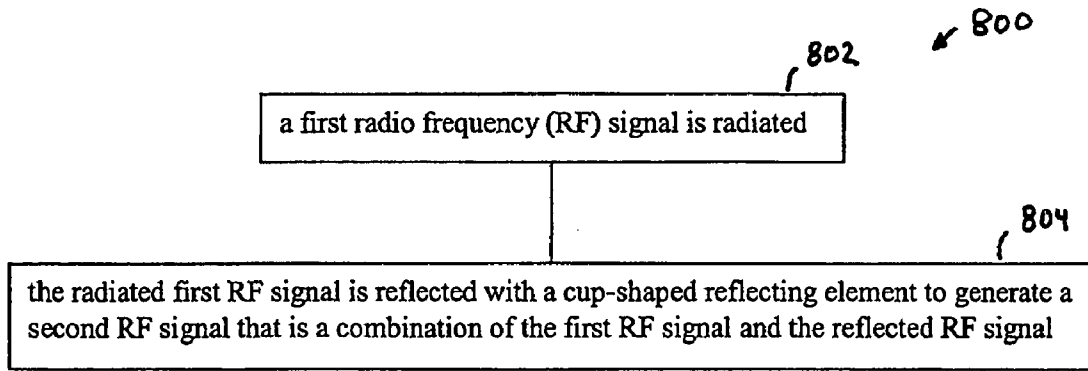 800
802
a first radio frequency (RF) signal is radiated
804
the radiated first RF signal is reflected with a cup-shaped reflecting element to generate a
second RF signal that is a combination of the first RF signal and the reflected RF signal